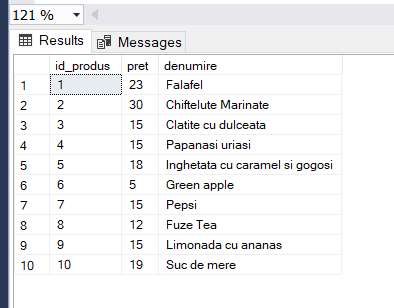 121 %
Results Messages
id_produs pret denumire
1 1 23 Falafel
2 2 30 Chiftelute Marinate
3 3 15 Clatite cu dulceata
4 4 15 Papanasi uriasi
5 5 18 Inghetata cu caramel si gogosi
6 6 5 Green apple
7 7 15 Pepsi
8 8 12 Fuze Tea
9 9 15 Limonada cu ananas
10 10 19 Suc de mere